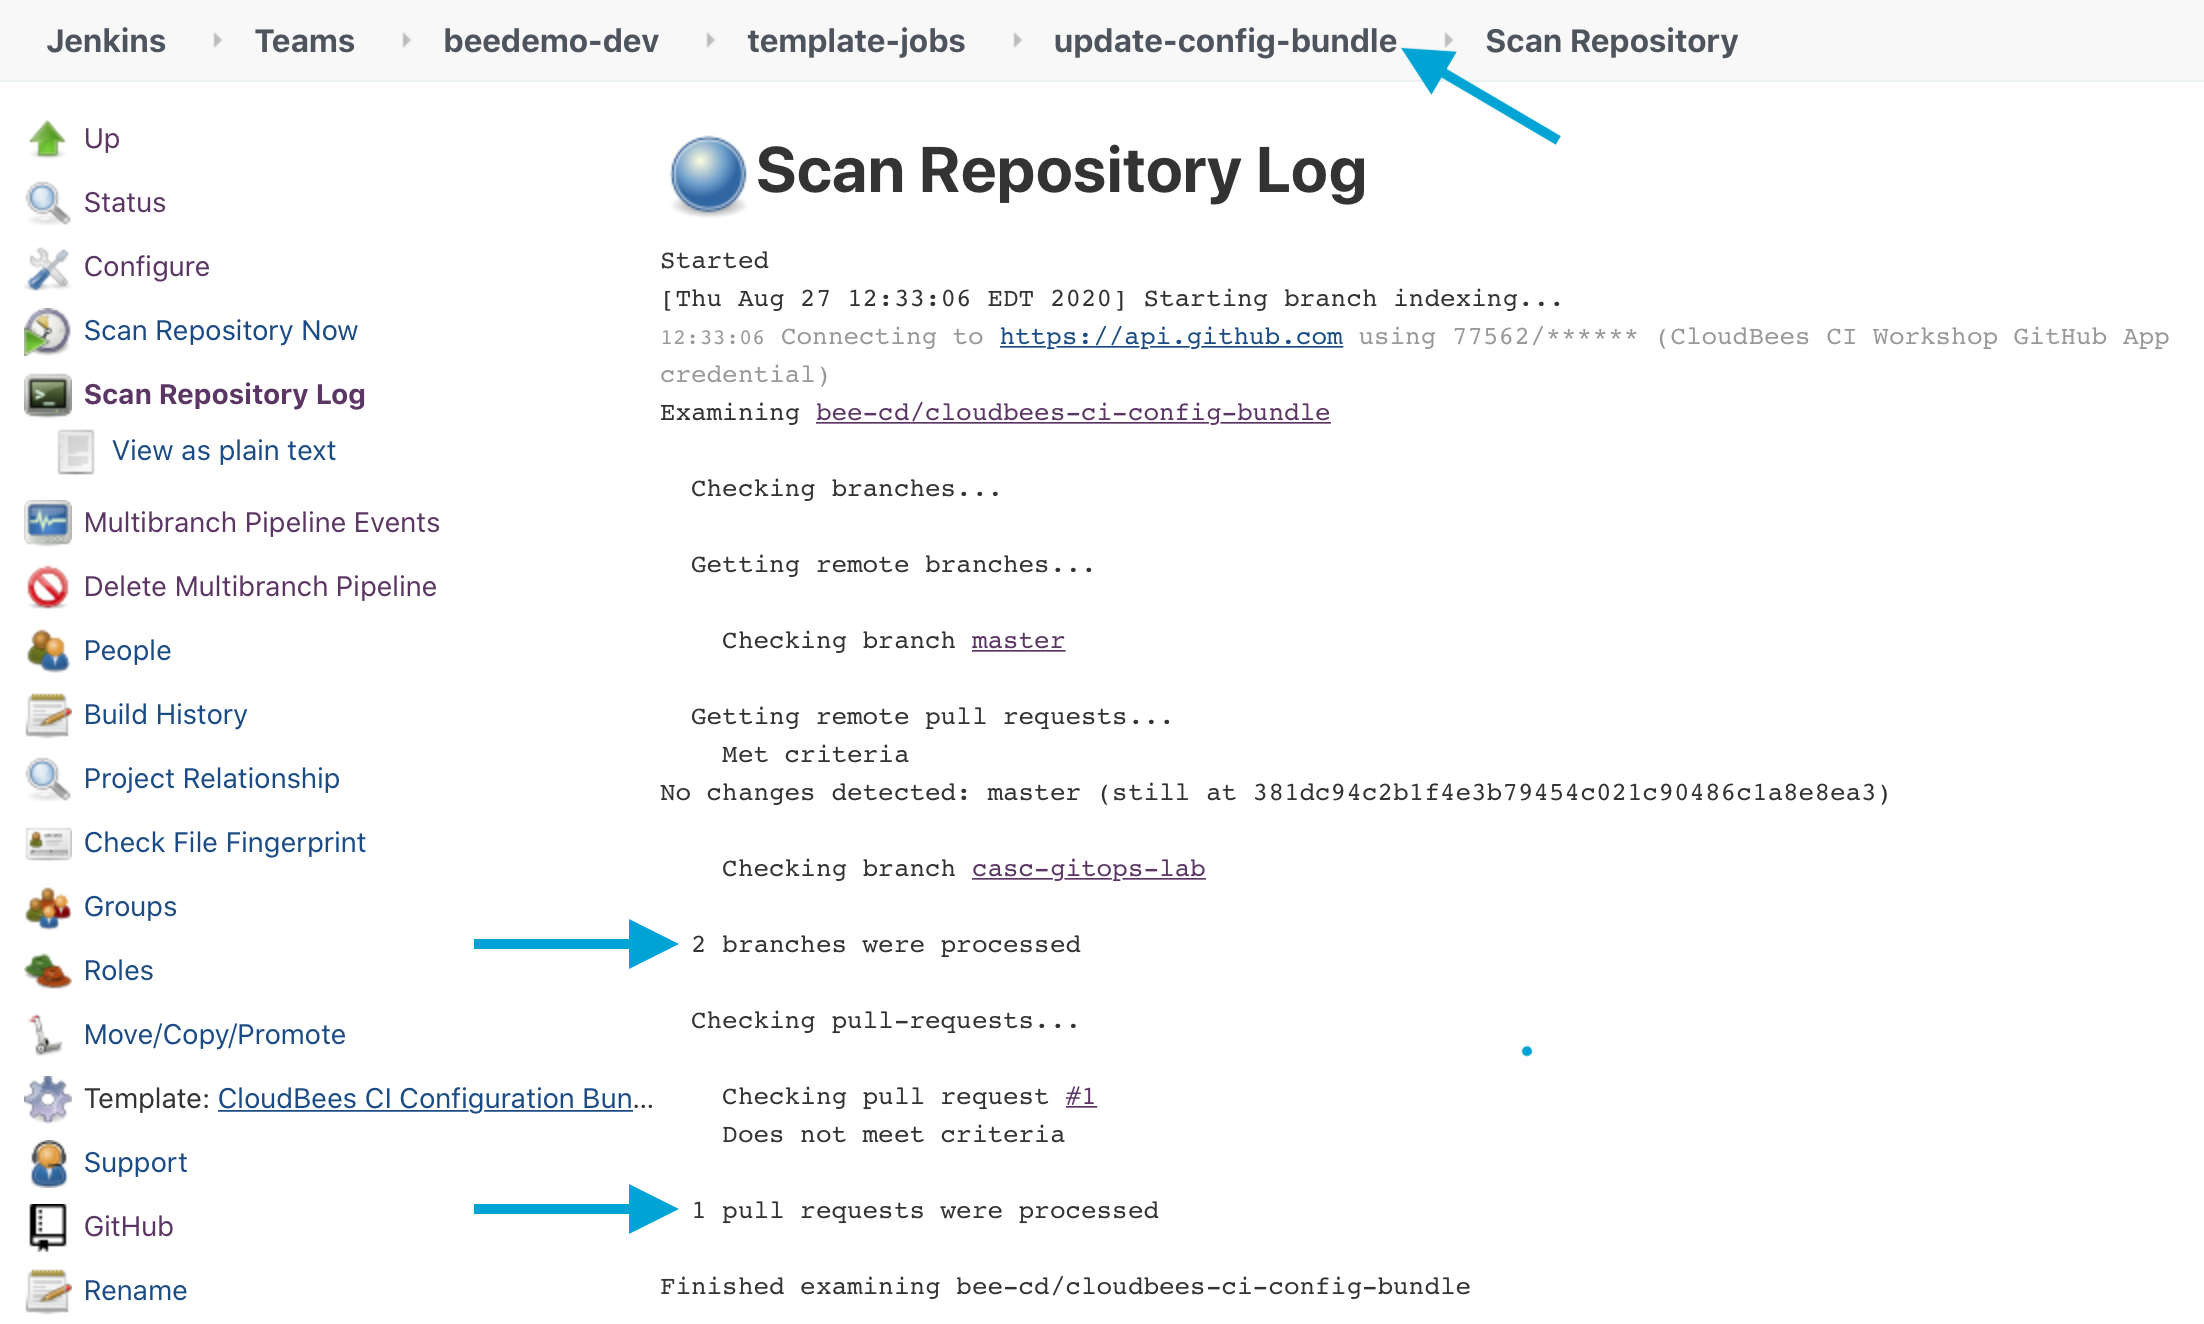 Jenkins Teams beedemo-dev template-jobs update-config-bundle Scan Repository
Up
Status
Configure
Scan Repository Now
Scan Repository Log
View as plain text
Multibranch Pipeline Events
Delete Multibranch Pipeline
People
Build History
Project Relationship
Check File Fingerprint
Groups
Roles
Move/Copy/Promote
Template: CloudBees CI Configuration Bun...
Support
GitHub
Rename
Scan Repository Log
Started
[Thu Aug 27 12:33:06 EDT 2020] Starting branch indexing...
12:33:06 Connecting to https://api.github.com using 77562/****** (CloudBees CI Workshop GitHub App
credential)
Examining bee-cd/cloudbees-ci-config-bundle
Checking branches...
Getting remote branches...
Checking branch master
Getting remote pull requests...
Met criteria
No changes detected: master (still at 381dc94c2b1f4e3b79454c021c90486c1a8e8ea3)
Checking branch casc-gitops-lab
2 branches were processed
Checking pull-requests...
Checking pull request #1
Does not meet criteria
1 pull requests were processed
Finished examining bee-cd/cloudbees-ci-config-bundle